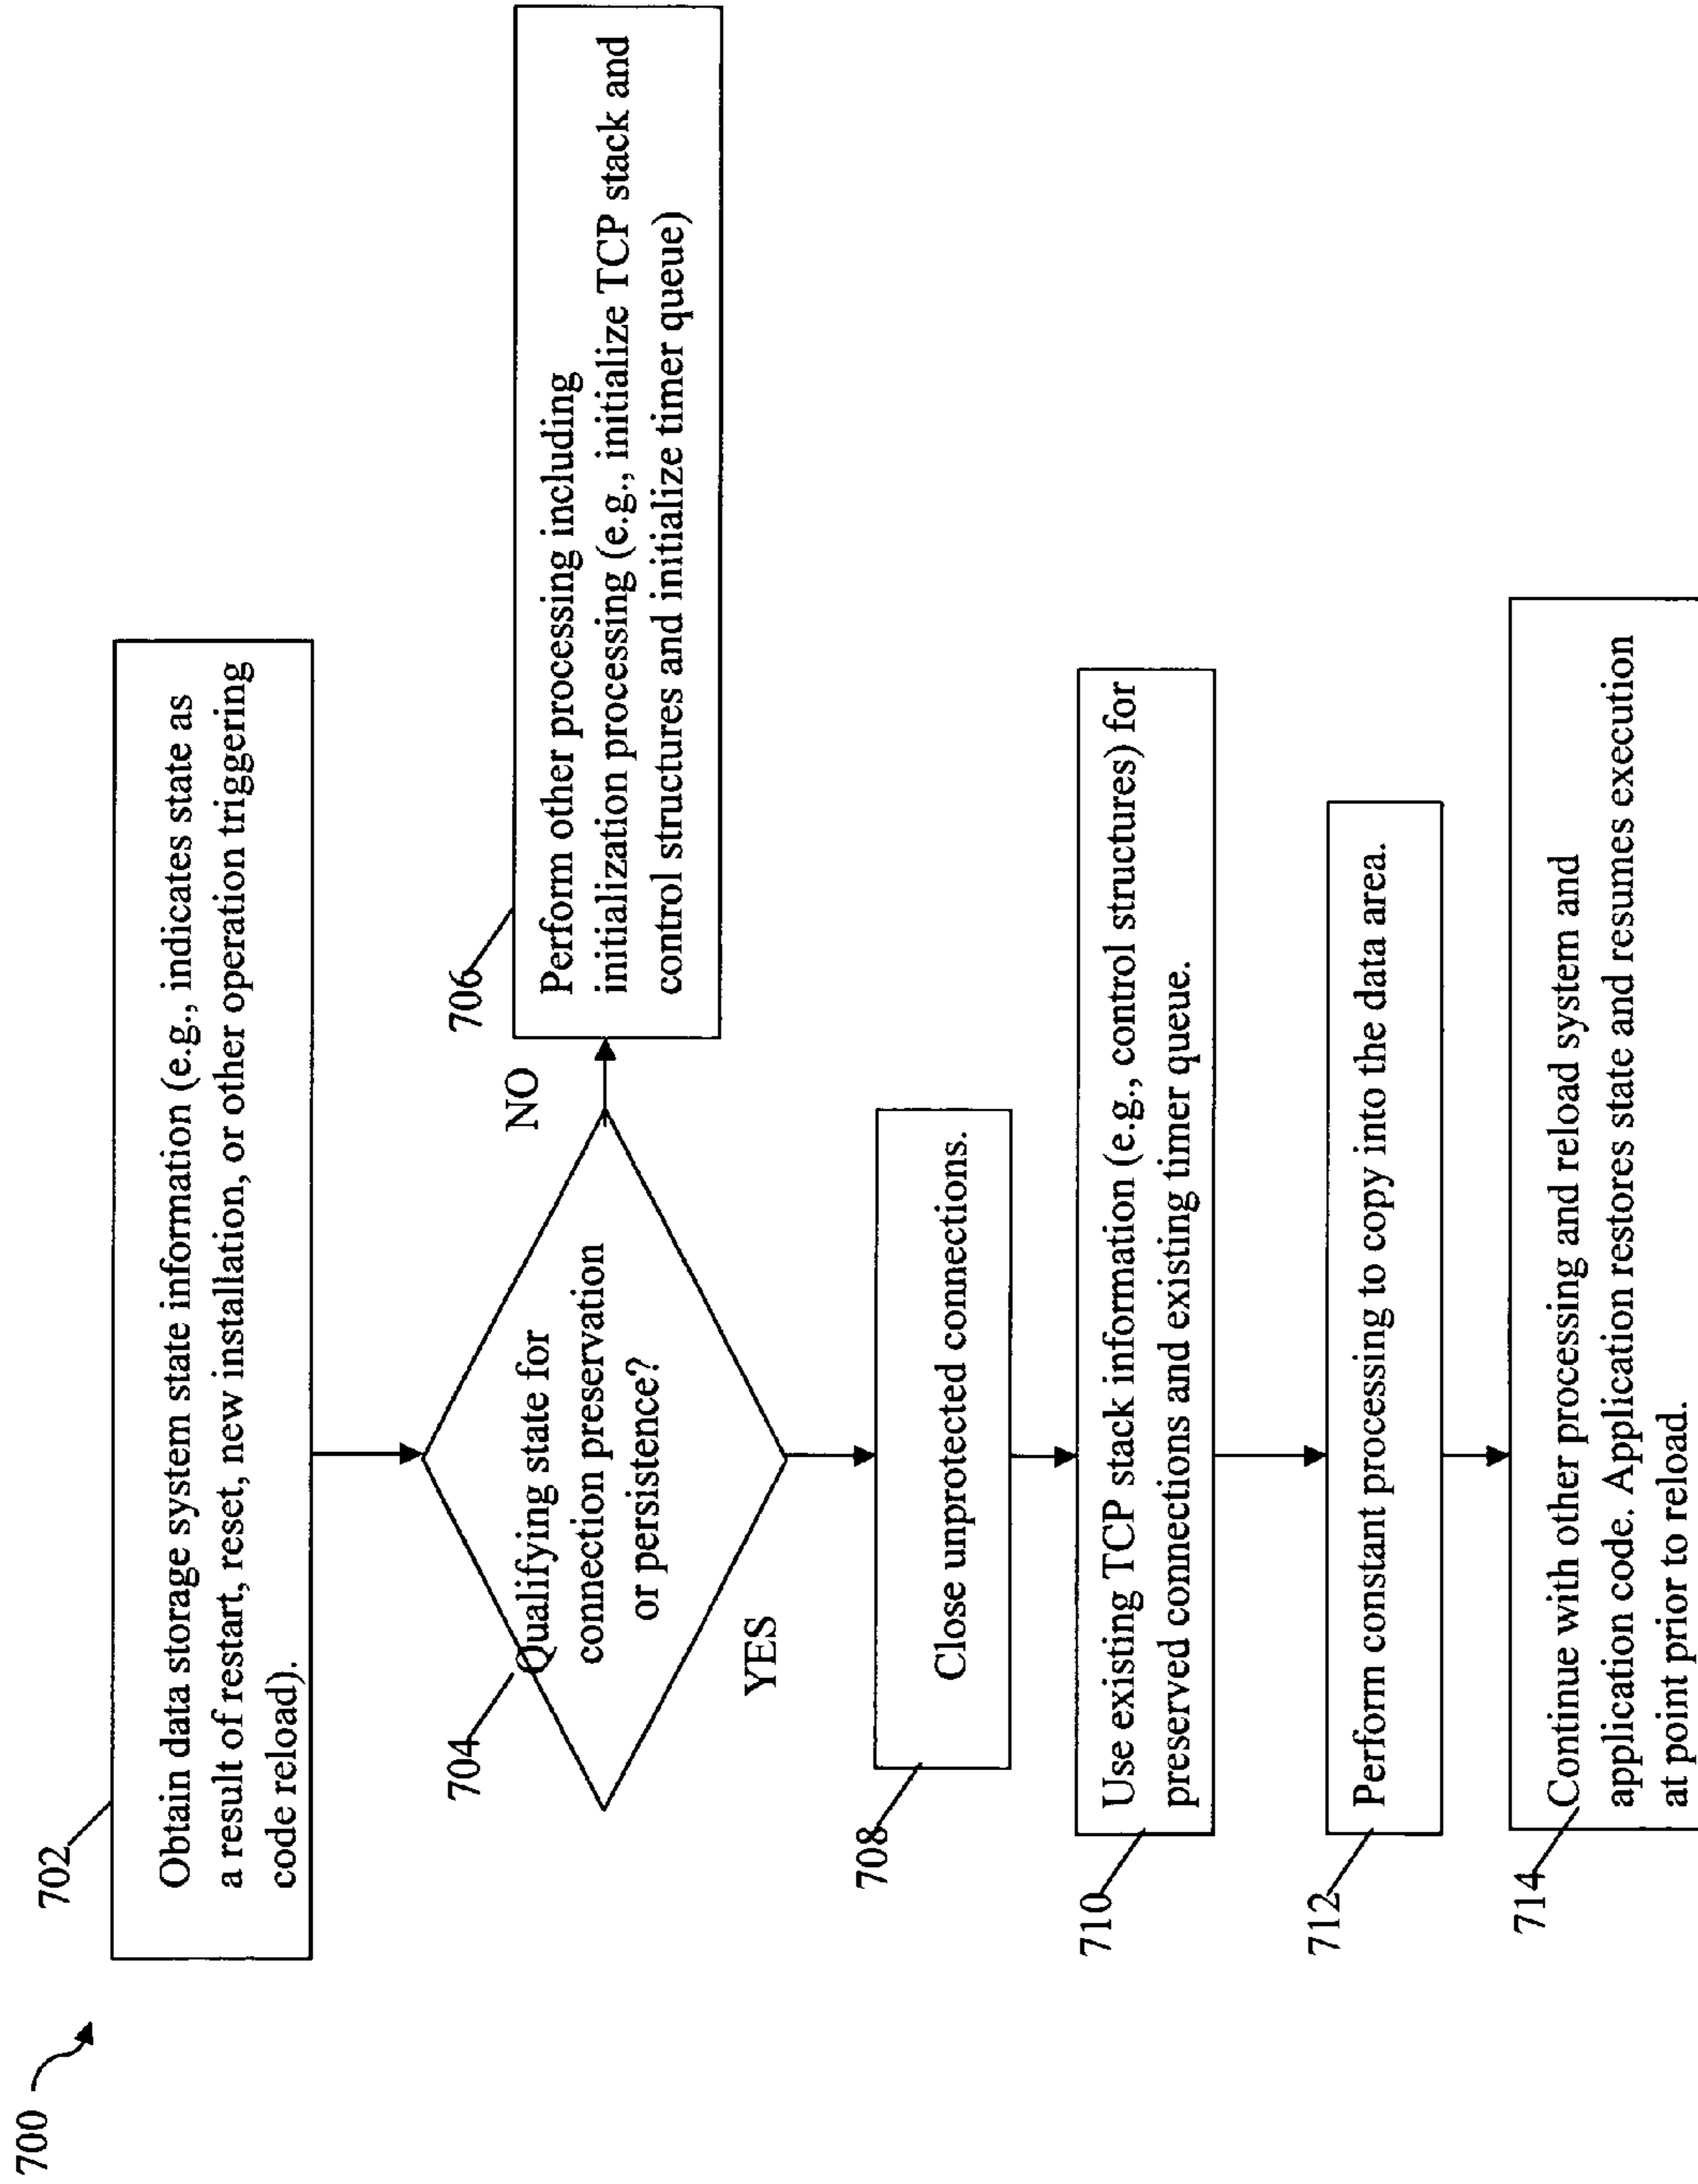 700
702
Obtain data storage system state information (e.g., indicates state as
a result of restart, reset, new installation, or other operation triggering
code reload).
704
Qualifying state for
connection preservation
or persistence?
NO
706
Perform other processing including
initialization processing (e.g., initialize TCP stack and
control structures and initialize timer queue)
YES
708
Close unprotected connections.
710
Use existing TCP stack information (e.g., control structures) for
preserved connections and existing timer queue.
712
Perform constant processing to copy into the data area.
714
Continue with other processing and reload system and
application code. Application restores state and resumes execution
at point prior to reload.